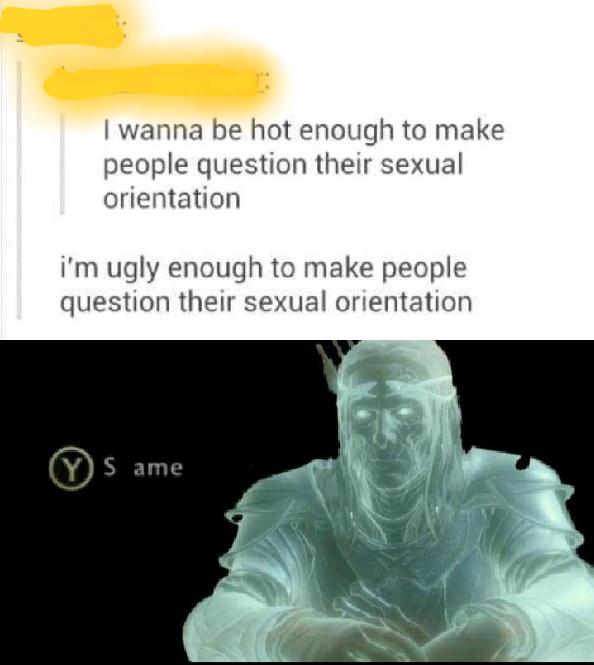 I wanna be hot enough to make
people question their sexual
orientation
i'm ugly enough to make people
question their sexual orientation
Y S ame